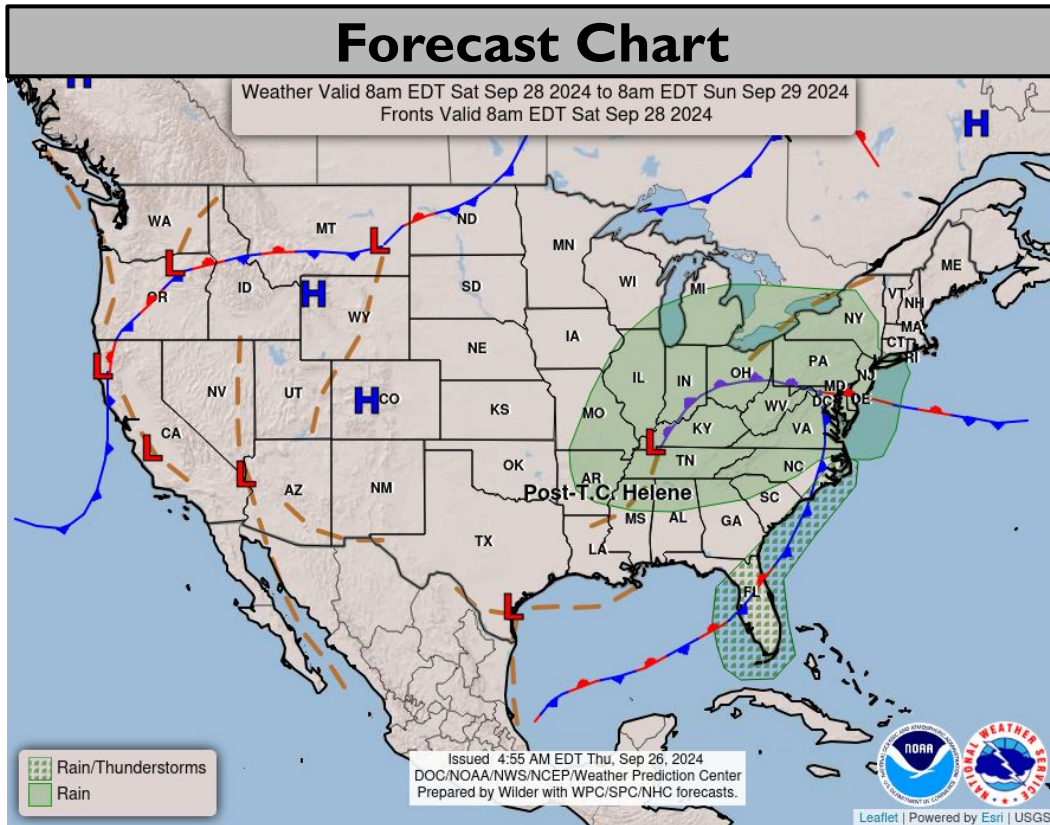 Forecast Chart
Weather Valid 8am EDT Sat Sep 28 2024 to 8am EDT Sun Sep 29 2024
Fronts Valid 8am EDT Sat Sep 28 2024
H
H
WA
MT
ND
MN
ME
L
L
OR
ID
H
WY
SD
WI
MI
VT
NH
NY
MA
CT
RI
L
NV
UT
H
CO
NE
IA
IL
IN
OH
PA
NJ
MD
DE
DC
L
CA
L
AZ
NM
KS
OK
MO
L
KY
WV
VA
TN
NC
AR
Post-T.C. Helene
SC
MS
AL
GA
TX
LA
L
FL
Rain/Thunderstorms
Rain
Issued 4:55 AM EDT Thu, Sep 26, 2024
DOC/NOAA/NWS/NCEP/Weather Prediction Center
Prepared by Wilder with WPC/SPC/NHC forecasts.
NOAA
NATIONAL WEATHER SERVICE
Leaflet | Powered by Esri | USGS